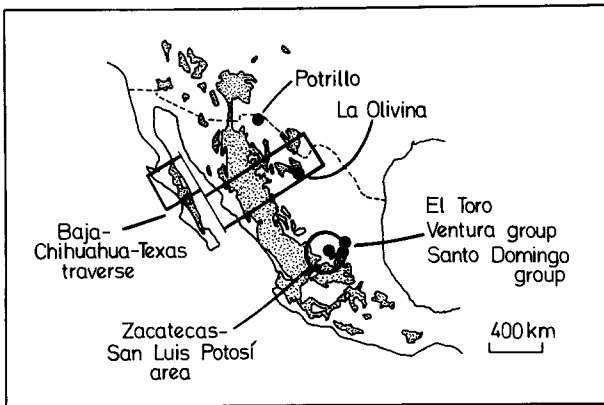 Potrillo
La Olivina
El Toro
Ventura group
Santo Domingo
group
Baja-
Chihuahua-Texas
traverse
Zacatecas-
San Luis Potosí
area
400 km